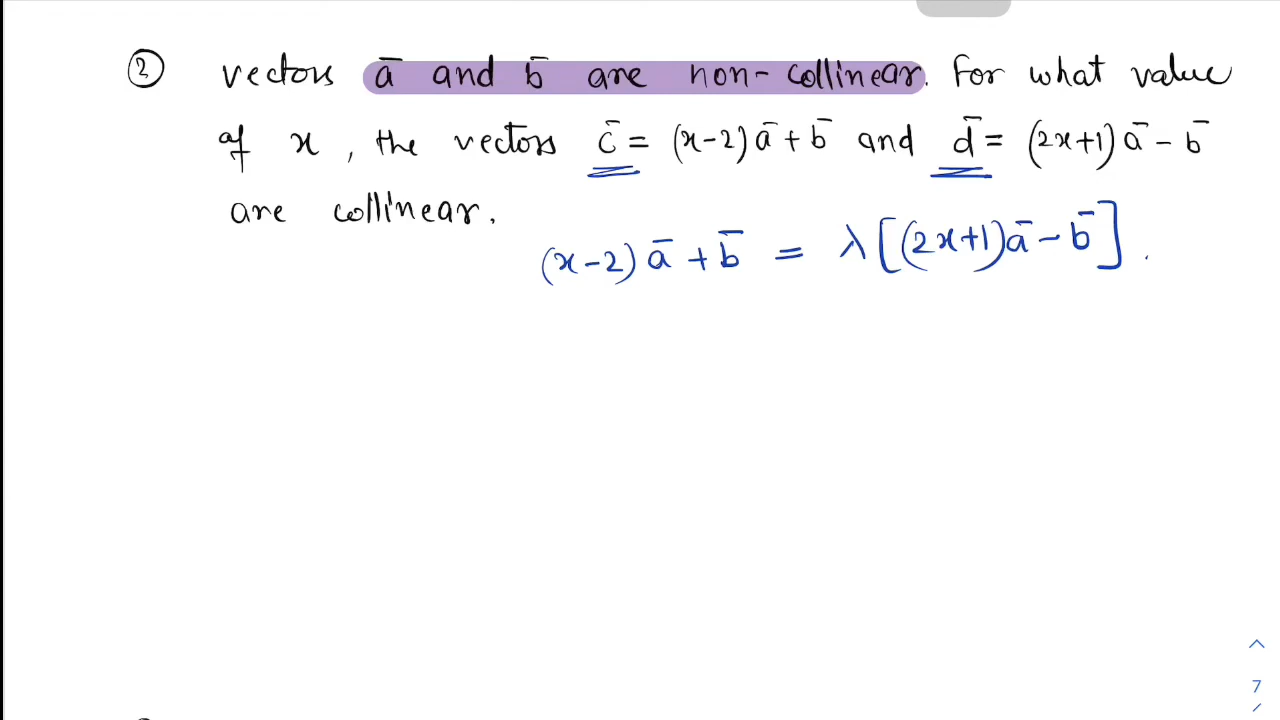 ② vectors a̅ and b̅ are non-collinear. For what value
of x, the vectors c̅ = (x-2)a̅ + b̅ and d̅ = (2x+1)a̅ - b̅
are collinear.
(x-2)a̅ + b̅ = λ[(2x+1)a̅ - b̅].
7